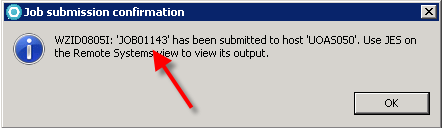 Job submission confirmation
WZID0805I: 'JOB01143' has been submitted to host 'UOAS050'. Use JES on
the Remote Systems view to view its output.
OK